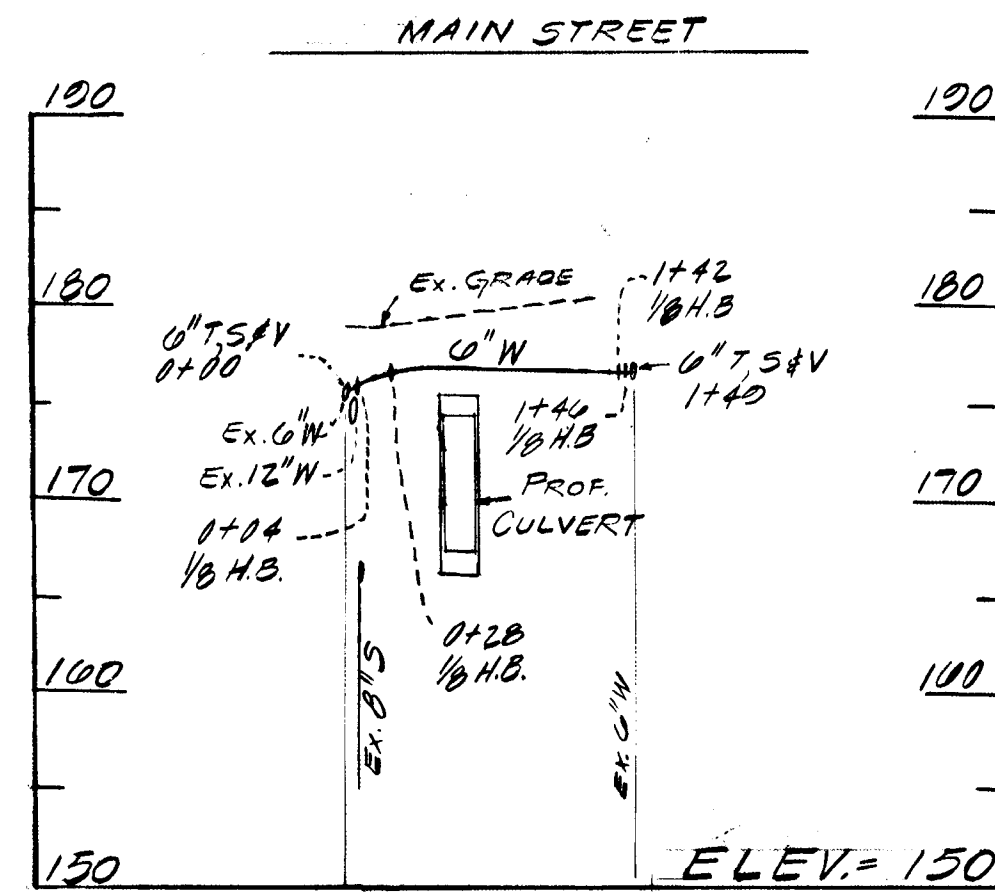 MAIN STREET
190
190
180
180
Ex. GRADE
1+42
1/8 H.B
6" T, S & V
0+00
6" W
6" T, S & V
1+49
Ex. 6" W
1+46
1/8 H.B
Ex. 12" W
170
170
PROF.
CULVERT
0+04
1/8 H.B.
0+28
1/8 H.B.
Ex. 8" S
Ex. 6" W
160
160
150
ELEV. = 150